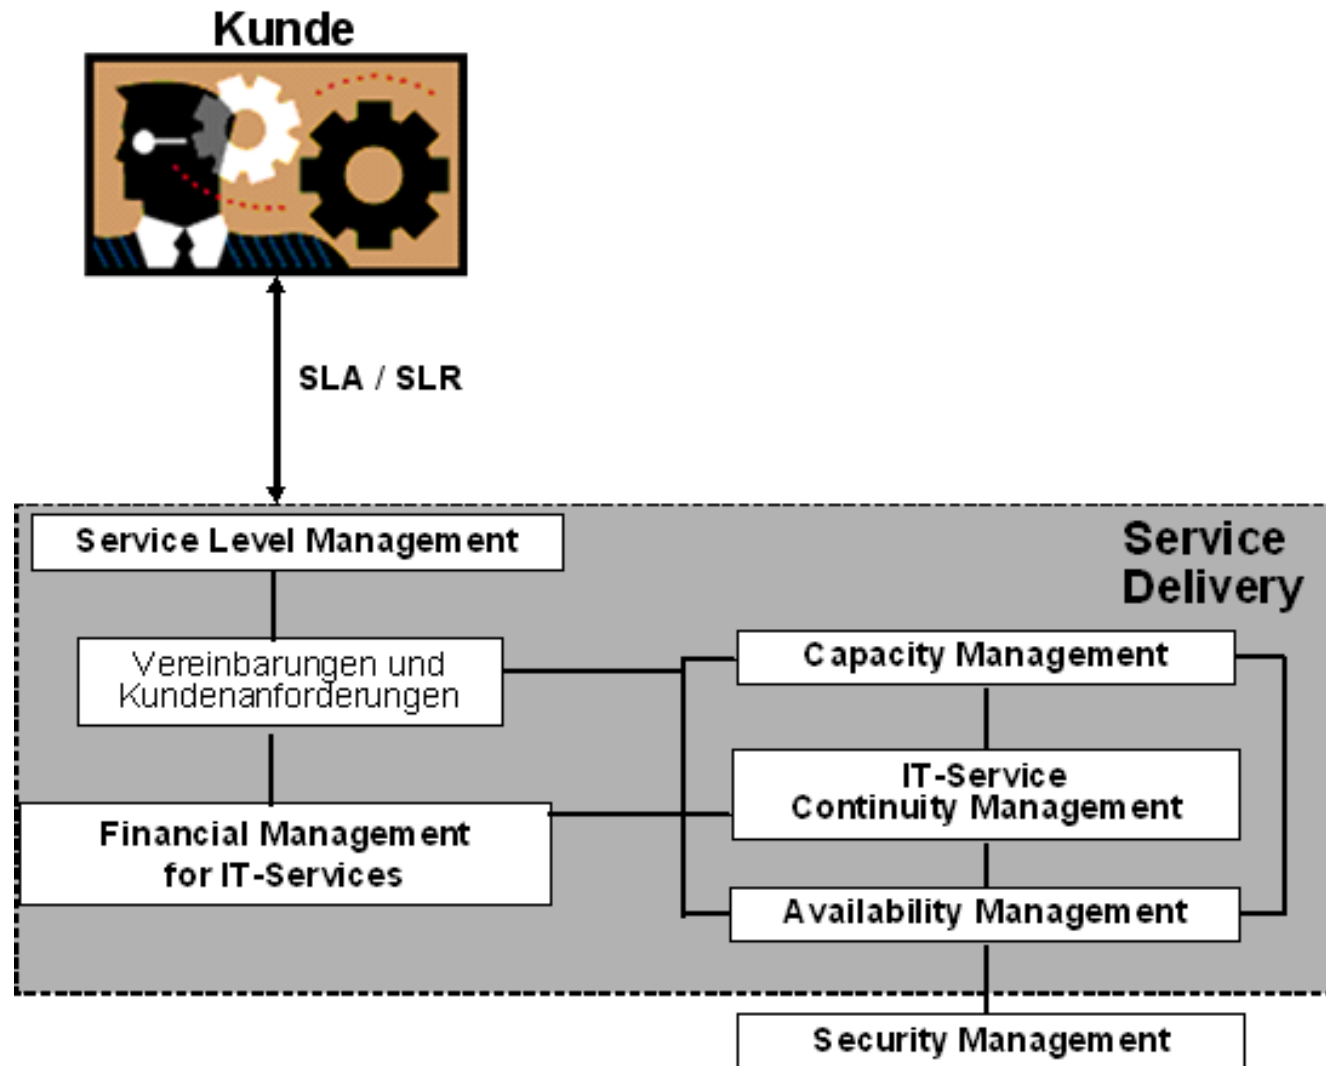 Kunde
SLA / SLR
Service
Delivery
Service Level Management
Vereinbarungen und
Kundenanforderungen
Financial Management
for IT-Services
Capacity Management
IT-Service
Continuity Management
Availability Management
Security Management